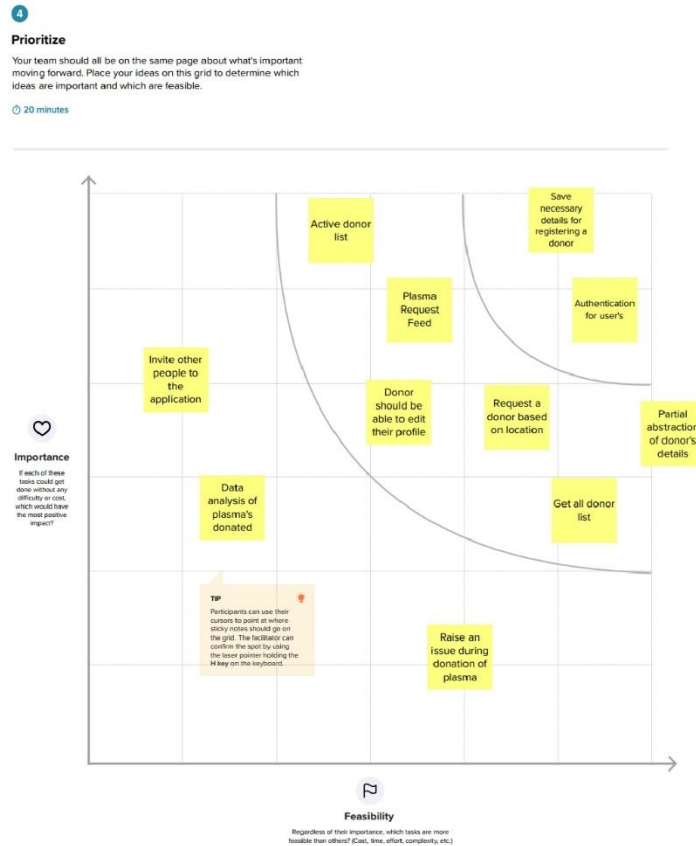 4
Prioritize
Your team should all be on the same page about what's important
moving forward. Place your ideas on this grid to determine which
ideas are important and which are feasible.
20 minutes
Save
necessary
details for
registering a
donor
Active donor
list
Plasma
Request
Feed
Authentication
for user's
Invite other
people to
the
application
Donor
should be
able to edit
their profile
Request a
donor based
on location
Partial
abstraction
of donor's
details
Importance
If each of these
tasks could get
done without any
difficulty or cost,
which would have
the most positive
impact?
Data
analysis of
plasma's
donated
Get all donor
list
TIP
Participants can use their
cursors to point at where
sticky notes should go on
the grid. The facilitator can
confirm the spot by using
the laser pointer holding the
H key on the keyboard.
Raise an
issue during
donation of
plasma
Feasibility
Regardless of their importance, which tasks are more
feasible than others? (Cost, time, effort, complexity, etc.)